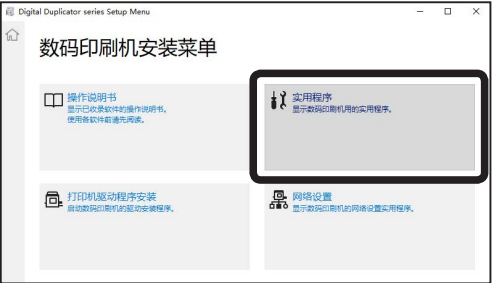 Digital Duplicator series Setup Menu
数码印刷机安装菜单
操作说明书
显示已收录软件的操作说明书。
使用各软件前请先阅读。
实用程序
显示数码印刷机用的实用程序。
打印机驱动程序安装
启动数码印刷机的驱动安装程序。
网络设置
显示数码印刷机的网络设置实用程序。